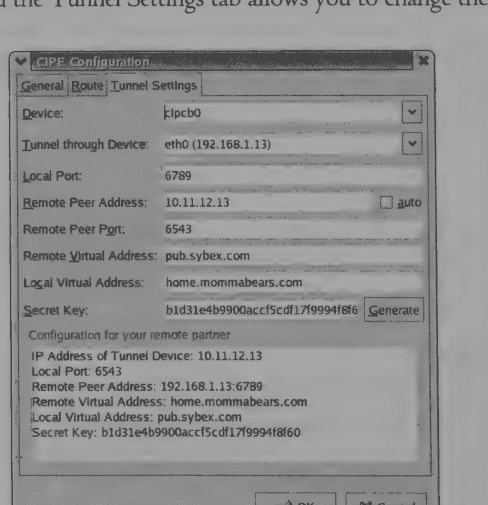 the Tunnel Settings tab allows you to change the
CIPE Configuration
General Route Tunnel Settings
Device: cipcb0
Tunnel through Device: eth0 (192.168.1.13)
Local Port: 6789
Remote Peer Address: 10.11.12.13 auto
Remote Peer Port: 6543
Remote Virtual Address: pub.sybex.com
Local Virtual Address: home.mommabears.com
Secret Key: b1d31e4b9900accf5cdf17f9994f8f6 Generate
Configuration for your remote partner
IP Address of Tunnel Device: 10.11.12.13
Local Port: 6543
Remote Peer Address: 192.168.1.13:6789
Remote Virtual Address: home.mommabears.com
Local Virtual Address: pub.sybex.com
Secret Key: b1d31e4b9900accf5cdf17f9994f8f60